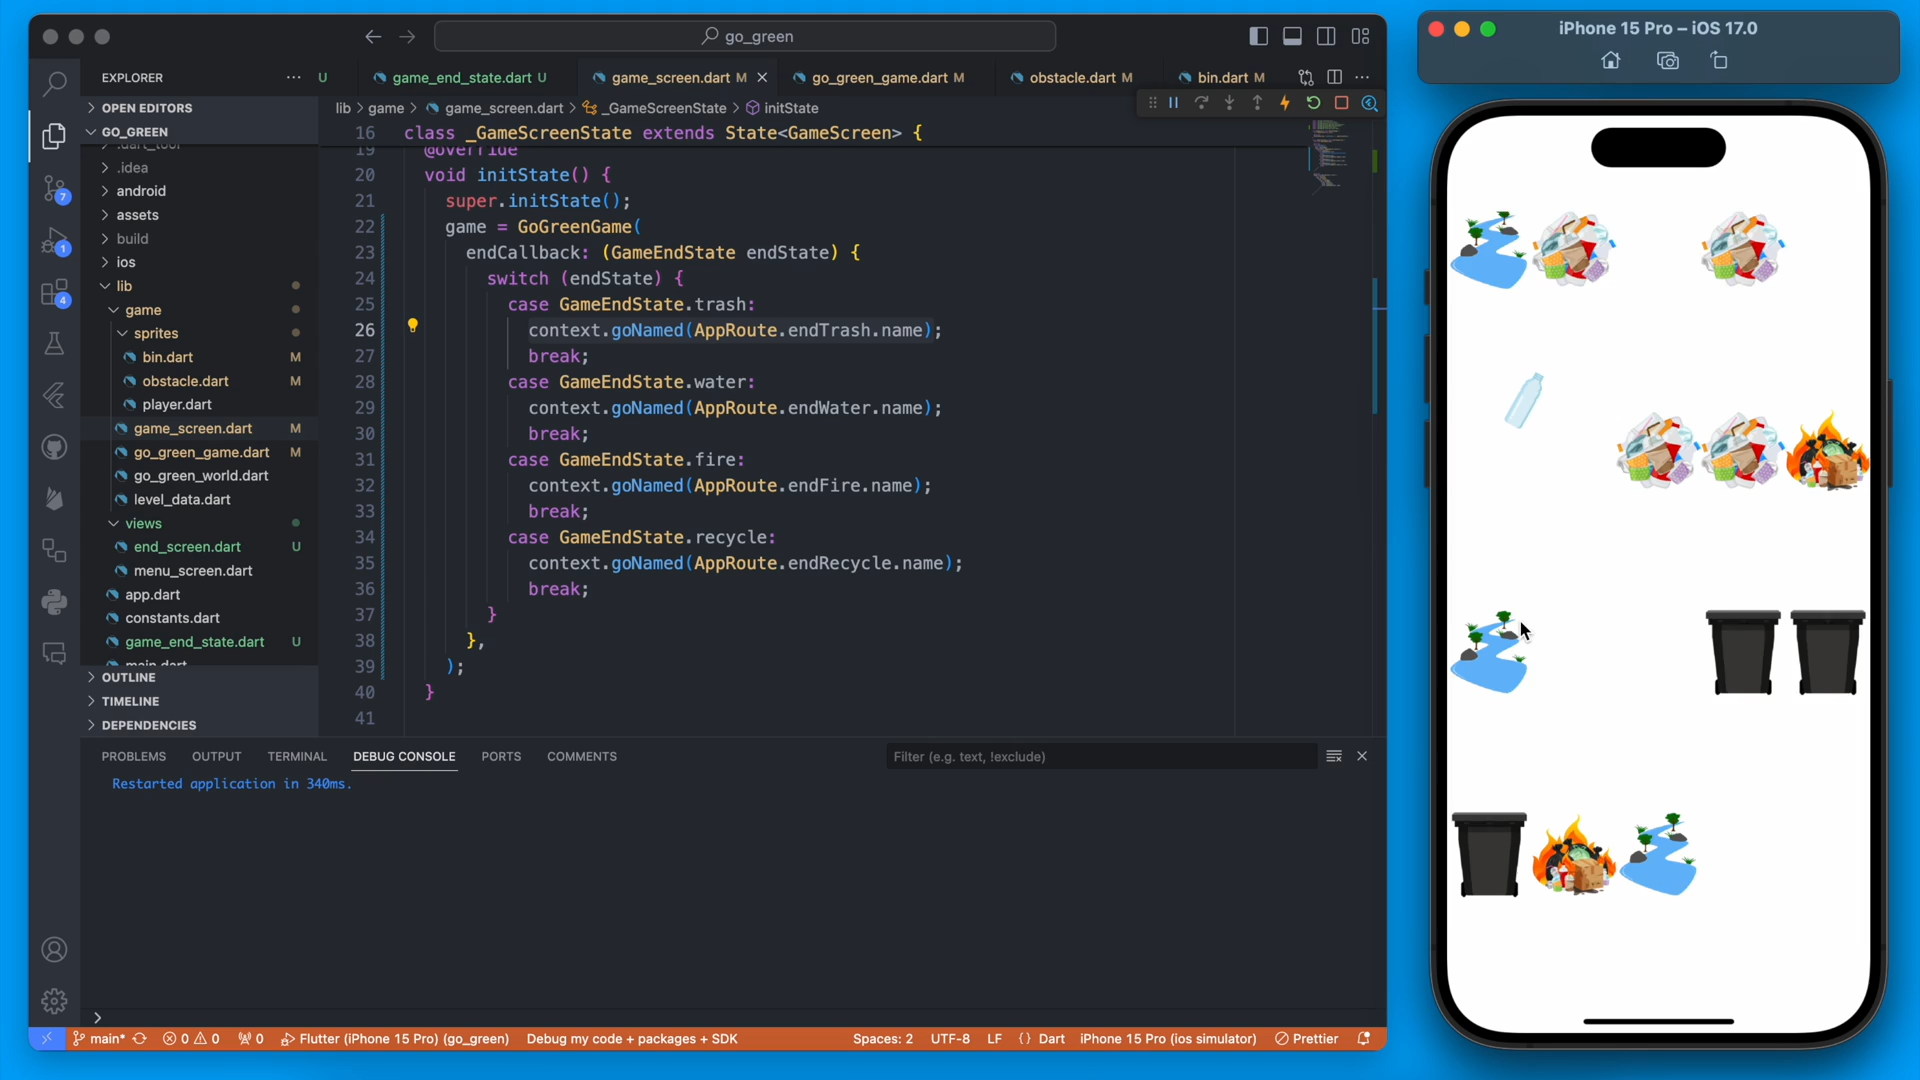 go_green
EXPLORER
U
game_end_state.dart U
game_screen.dart M
go_green_game.dart M
obstacle.dart M
bin.dart M
lib > game > game_screen.dart > _GameScreenState > initState
OPEN EDITORS
GO_GREEN
.dart_tool
.idea
android
assets
build
ios
lib
game
sprites
bin.dart M
obstacle.dart M
player.dart
game_screen.dart M
go_green_game.dart M
go_green_world.dart
level_data.dart
views
end_screen.dart U
menu_screen.dart
app.dart
constants.dart
game_end_state.dart U
main.dart
OUTLINE
TIMELINE
DEPENDENCIES
7
1
4
16 class _GameScreenState extends State<GameScreen> {
19 @override
20 void initState() {
21 super.initState();
22 game = GoGreenGame(
23 endCallback: (GameEndState endState) {
24 switch (endState) {
25 case GameEndState.trash:
26 context.goNamed(AppRoute.endTrash.name);
27 break;
28 case GameEndState.water:
29 context.goNamed(AppRoute.endWater.name);
30 break;
31 case GameEndState.fire:
32 context.goNamed(AppRoute.endFire.name);
33 break;
34 case GameEndState.recycle:
35 context.goNamed(AppRoute.endRecycle.name);
36 break;
37 }
38 },
39 );
40 }
41
PROBLEMS OUTPUT TERMINAL DEBUG CONSOLE PORTS COMMENTS
Filter (e.g. text, !exclude)
Restarted application in 340ms.
main* 0 0 0 Flutter (iPhone 15 Pro) (go_green) Debug my code + packages + SDK
Spaces: 2 UTF-8 LF {} Dart iPhone 15 Pro (ios simulator) Prettier
iPhone 15 Pro – iOS 17.0